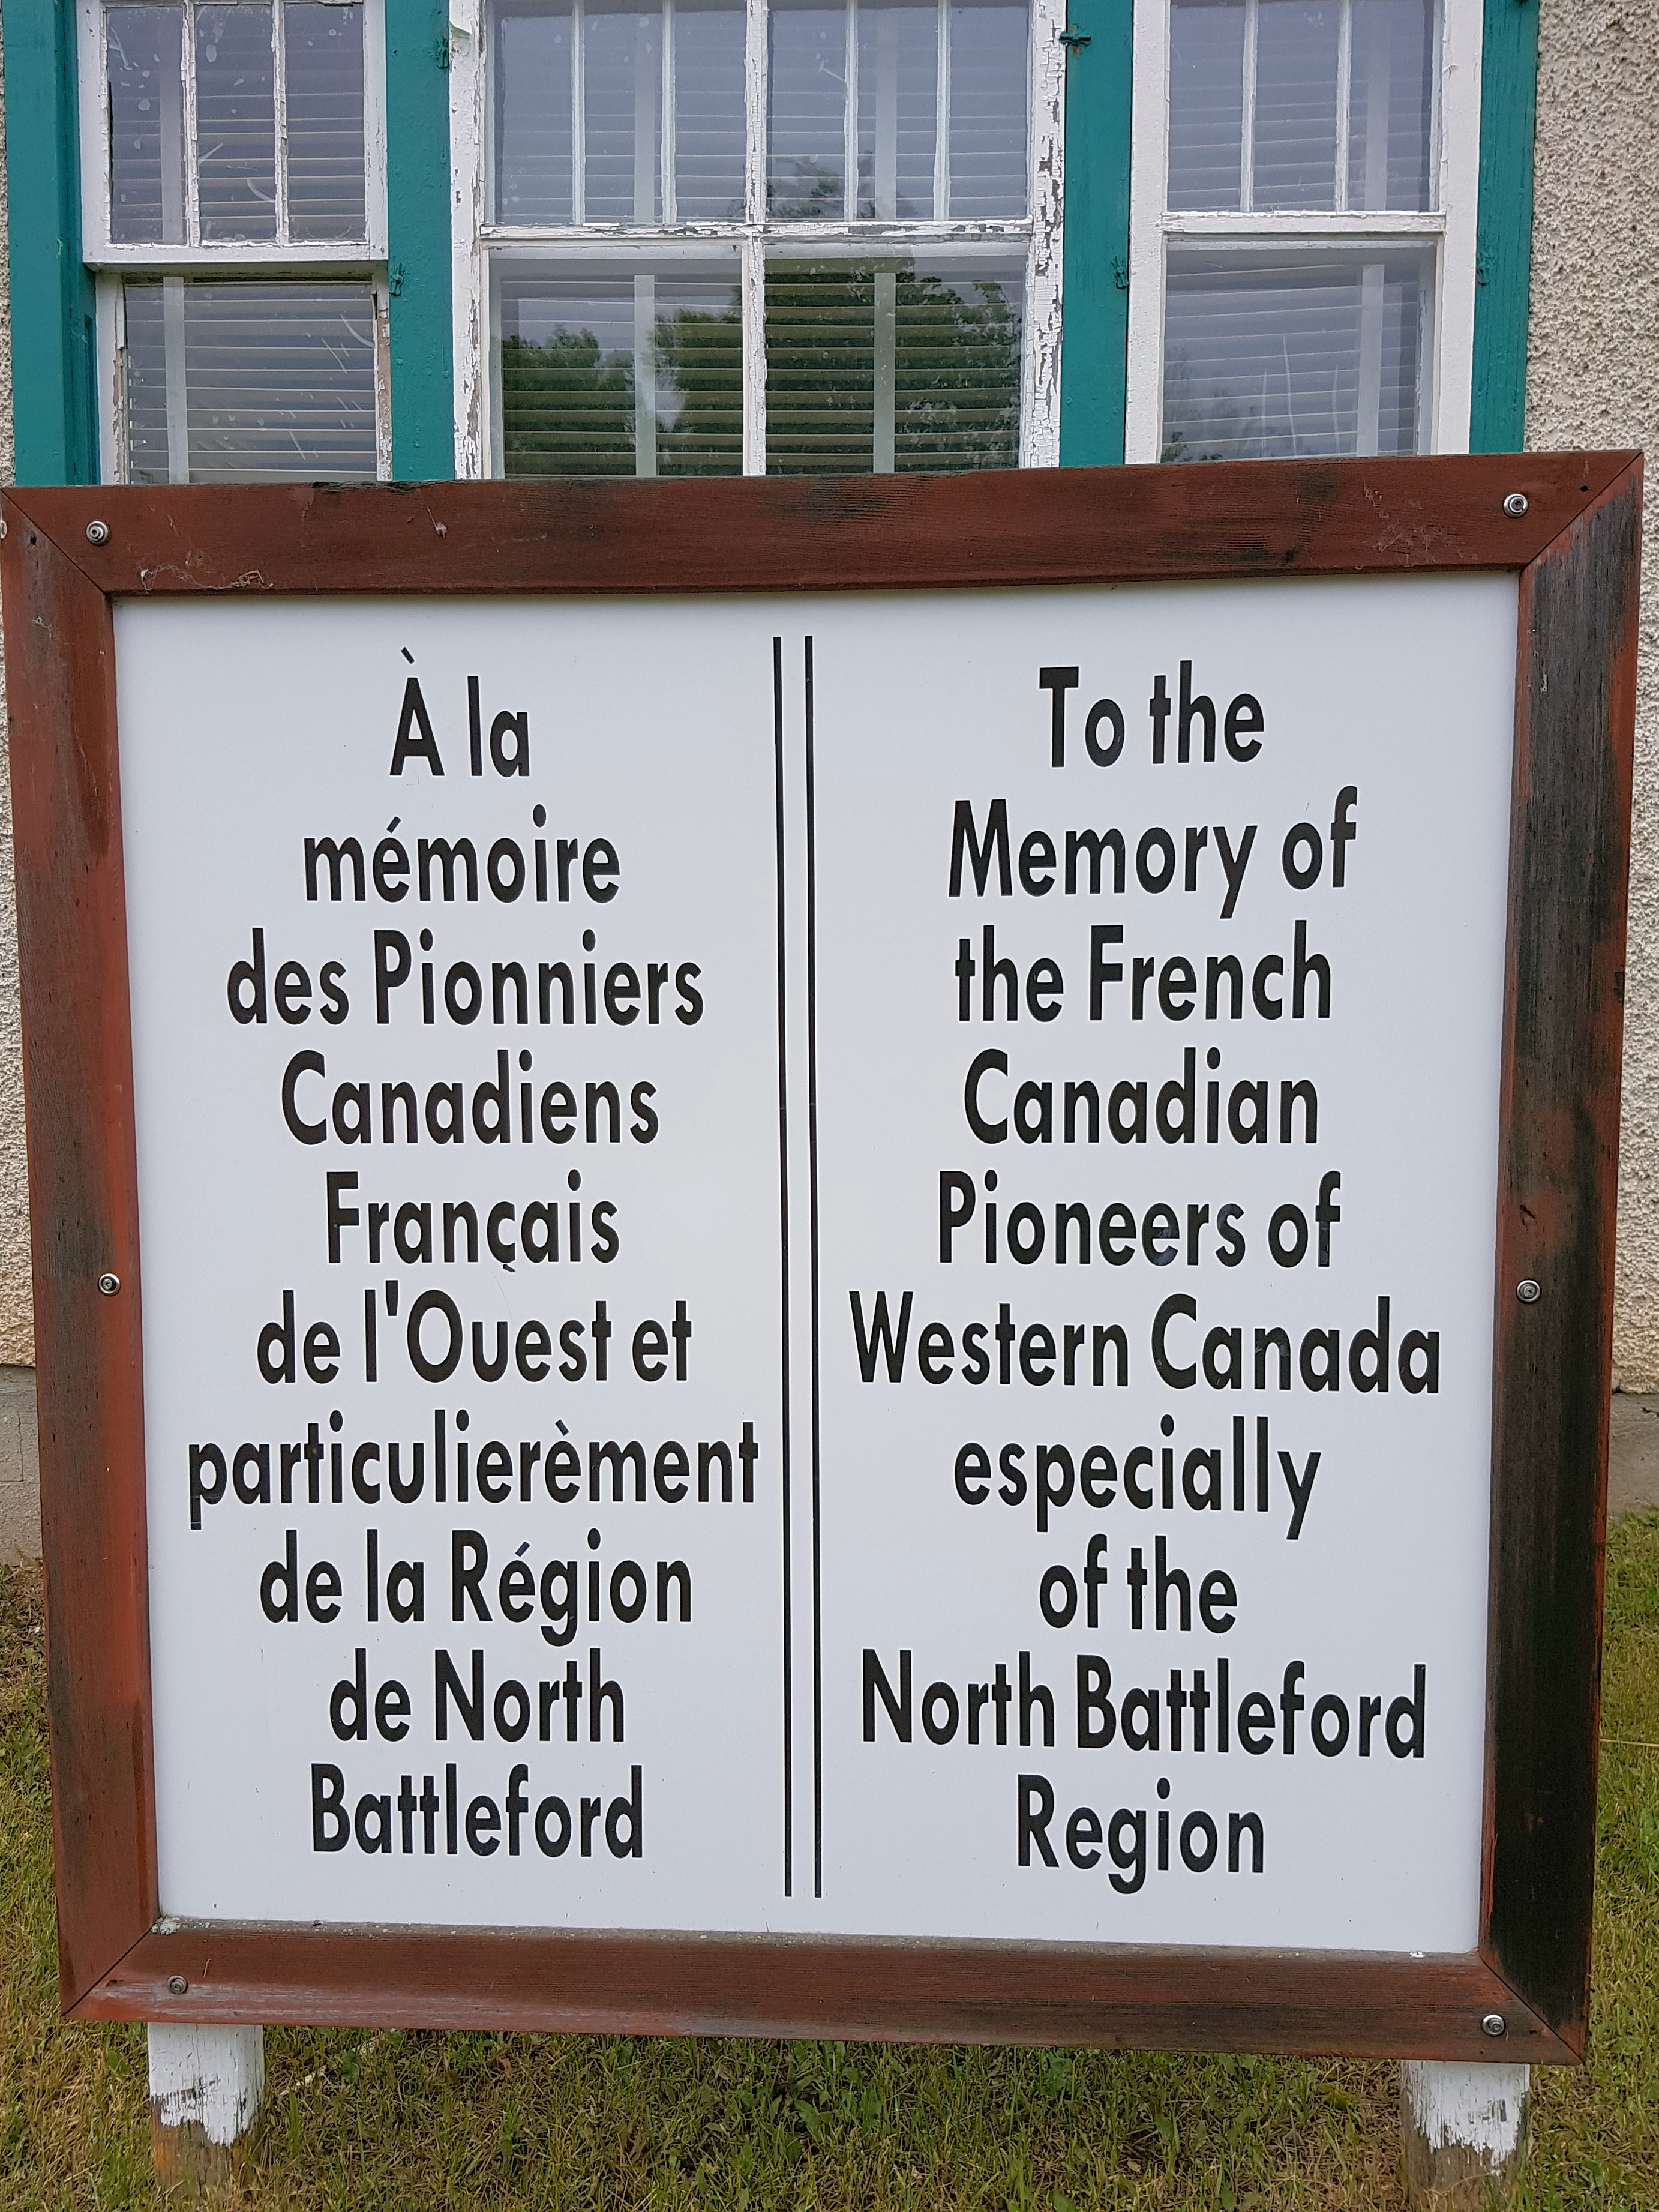 À la
mémoire
des Pionniers
Canadiens
Français
de l'Ouest et
particulierèment
de la Région
de North
Battleford
To the
Memory of
the French
Canadian
Pioneers of
Western Canada
especially
of the
North Battleford
Region